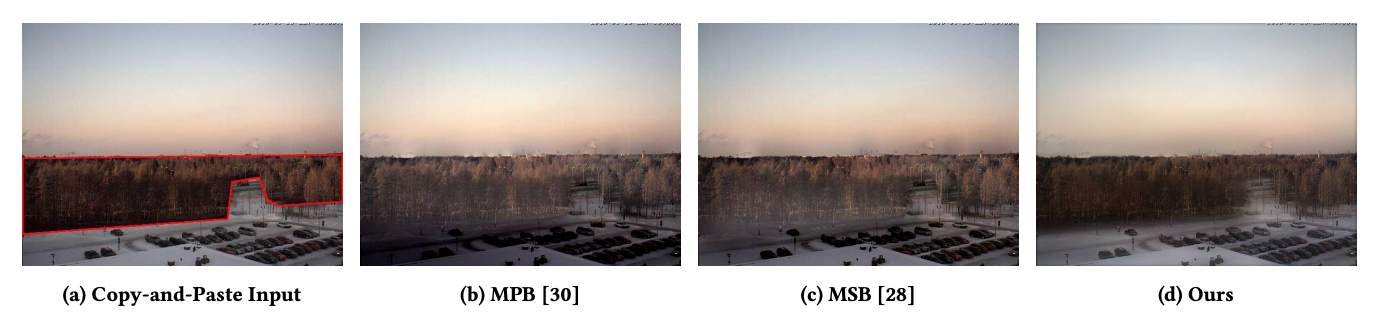 (a) Copy-and-Paste Input
(b) MPB [30]
(c) MSB [28]
(d) Ours